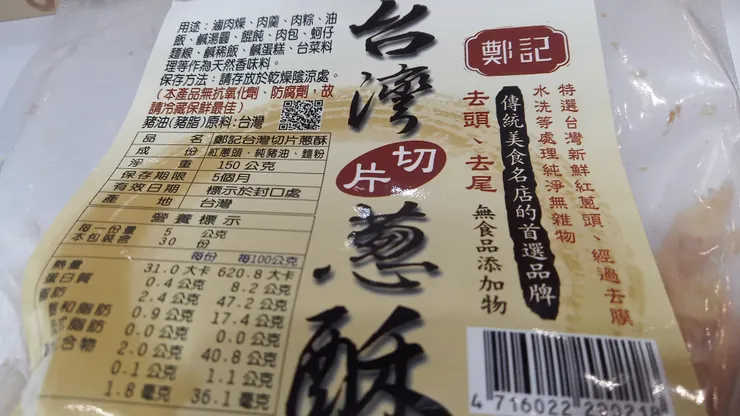 用途：滷肉燥、肉羹、肉粽、油
飯、鹹湯圓、餛飩、肉包、蚵仔
麵線、鹹稀飯、鹹蛋糕、台菜料
理等作為天然香味料。
保存方法：請存放於乾燥陰涼處。
(本產品無抗氧化劑、防腐劑，故
請冷藏保鮮最佳)
豬油(豬脂)原料：台灣
品名 鄭記台灣切片蔥酥
成份 紅蔥頭、純豬油、麵粉
淨重 150公克
保存期限 5個月
有效日期 標示於封口處
產地 台灣
營養標示
每一份量 5 公克
本包裝含 30 份
每份 每100公克
熱量 31.0大卡 620.8大卡
蛋白質 0.4公克 8.2公克
脂肪 2.4公克 47.2公克
和脂肪 0.9公克 17.4公克
脂肪 0.0公克 0.0公克
合物 2.0公克 40.8公克
0.1公克 1.1公克
1.8毫克 36.1毫克
台灣
切片
蔥酥
鄭記
特選台灣新鮮紅蔥頭、經過去膜
水洗等處理純淨無雜物
傳統美食名店的首選品牌
去頭、去尾
無食品添加物
4 716022